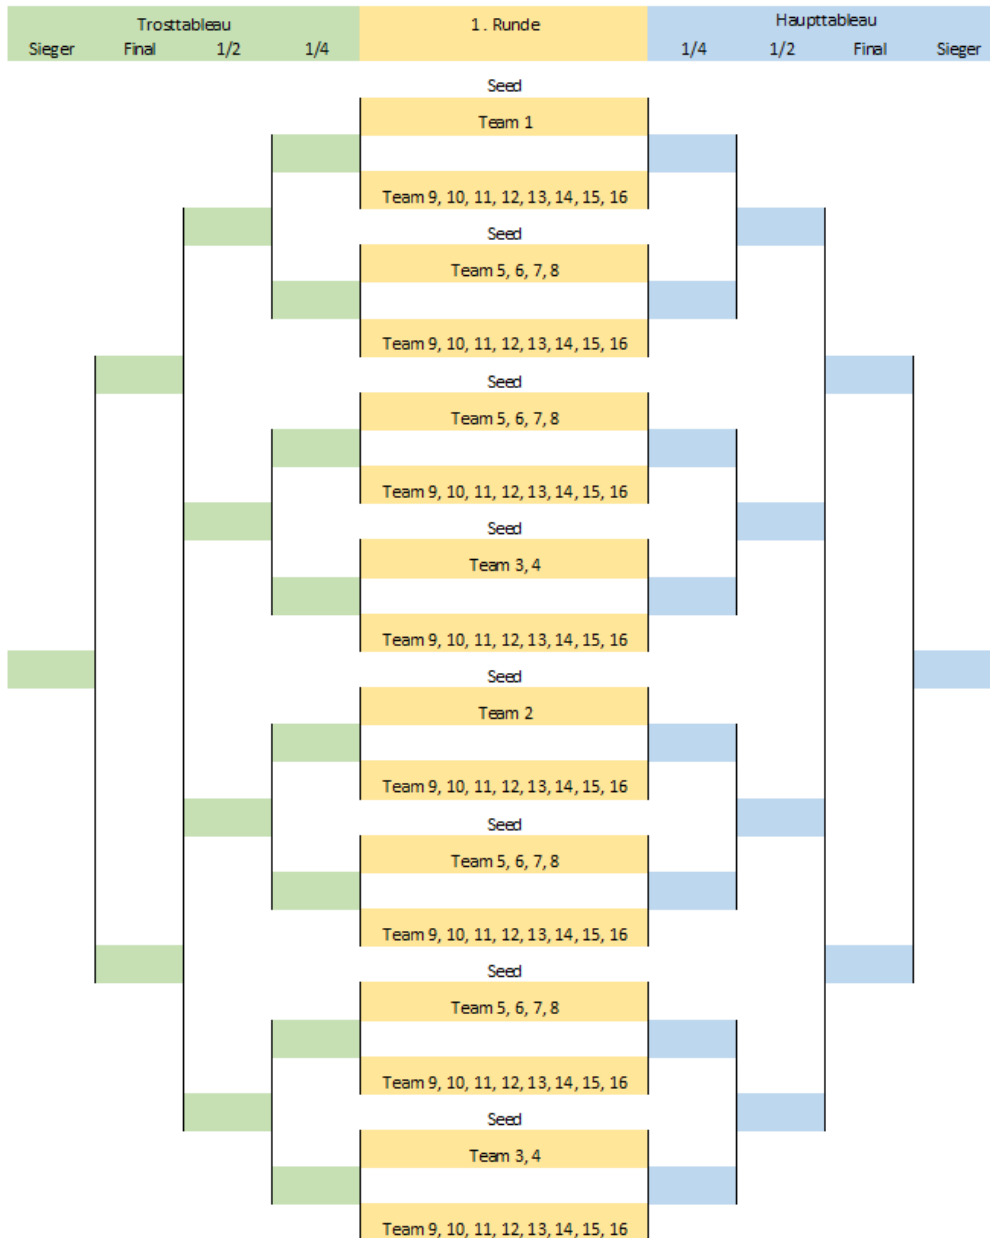 Trosttableau 1. Runde Haupttableau
Sieger Final 1/2 1/4 1/4 1/2 Final Sieger
Seed
Team 1
Team 9, 10, 11, 12, 13, 14, 15, 16
Seed
Team 5, 6, 7, 8
Team 9, 10, 11, 12, 13, 14, 15, 16
Seed
Team 5, 6, 7, 8
Team 9, 10, 11, 12, 13, 14, 15, 16
Seed
Team 3, 4
Team 9, 10, 11, 12, 13, 14, 15, 16
Seed
Team 2
Team 9, 10, 11, 12, 13, 14, 15, 16
Seed
Team 5, 6, 7, 8
Team 9, 10, 11, 12, 13, 14, 15, 16
Seed
Team 5, 6, 7, 8
Team 9, 10, 11, 12, 13, 14, 15, 16
Seed
Team 3, 4
Team 9, 10, 11, 12, 13, 14, 15, 16